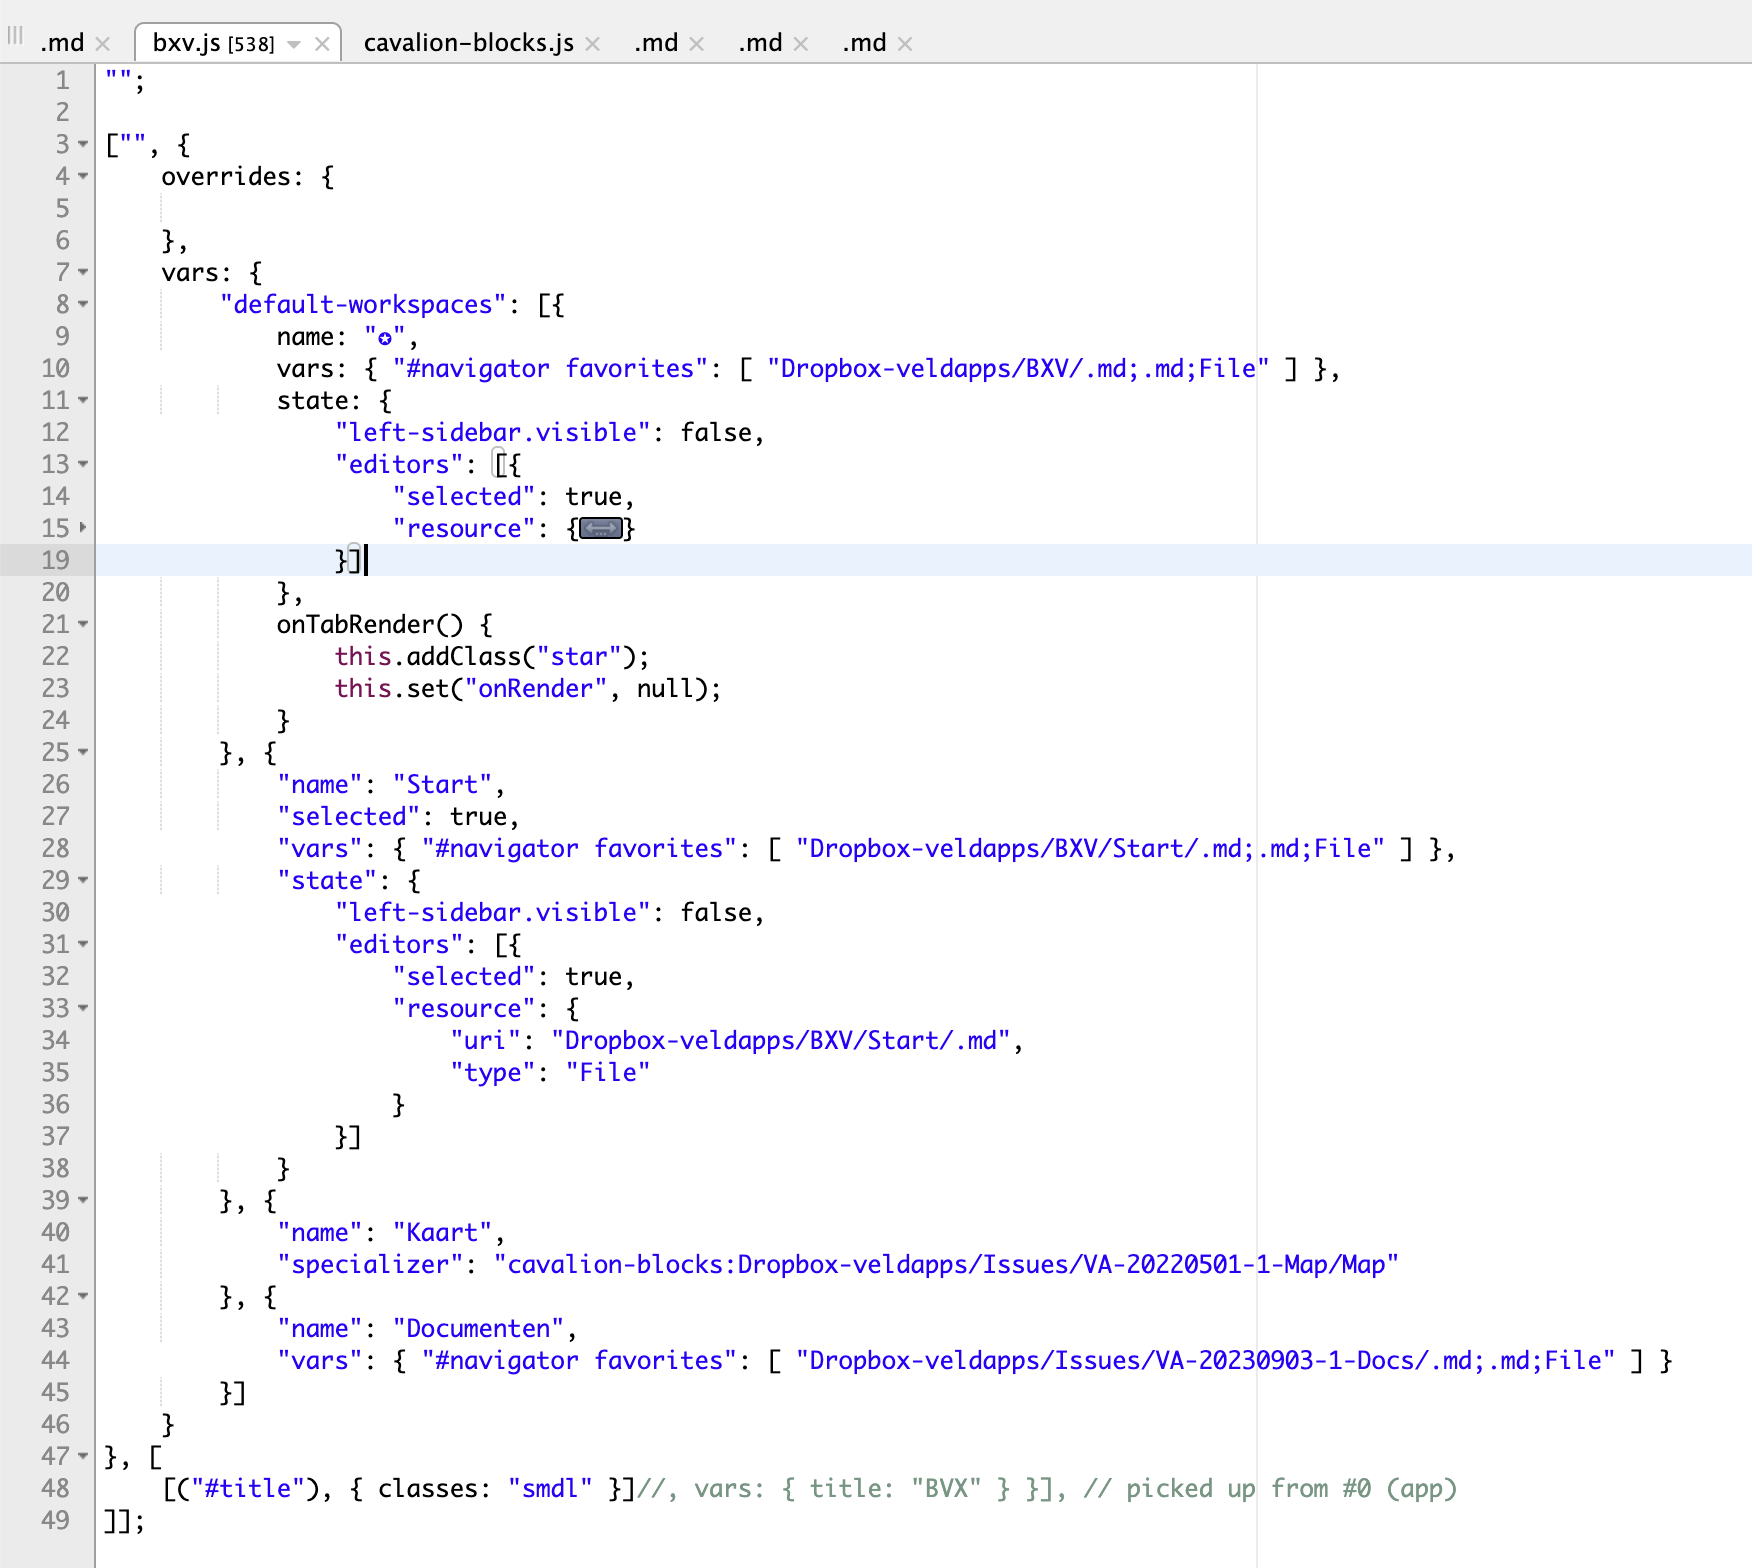 .md × bxv.js [538] × cavalion-blocks.js × .md × .md × .md ×
1 "";
2
3 ["", {
4     overrides: {
5
6     },
7     vars: {
8         "default-workspaces": [{
9             name: "✪",
10             vars: { "#navigator favorites": [ "Dropbox-veldapps/BXV/.md;.md;File" ] },
11             state: {
12                 "left-sidebar.visible": false,
13                 "editors": [{
14                     "selected": true,
15                     "resource": {↔}
19                 }]
20             },
21             onTabRender() {
22                 this.addClass("star");
23                 this.set("onRender", null);
24             }
25         }, {
26             "name": "Start",
27             "selected": true,
28             "vars": { "#navigator favorites": [ "Dropbox-veldapps/BXV/Start/.md;.md;File" ] },
29             "state": {
30                 "left-sidebar.visible": false,
31                 "editors": [{
32                     "selected": true,
33                     "resource": {
34                         "uri": "Dropbox-veldapps/BXV/Start/.md",
35                         "type": "File"
36                     }
37                 }]
38             }
39         }, {
40             "name": "Kaart",
41             "specializer": "cavalion-blocks:Dropbox-veldapps/Issues/VA-20220501-1-Map/Map"
42         }, {
43             "name": "Documenten",
44             "vars": { "#navigator favorites": [ "Dropbox-veldapps/Issues/VA-20230903-1-Docs/.md;.md;File" ] }
45         }]
46     }
47 }, [
48     [("#title"), { classes: "smdl" }]//, vars: { title: "BVX" } }], // picked up from #0 (app)
49 ]];